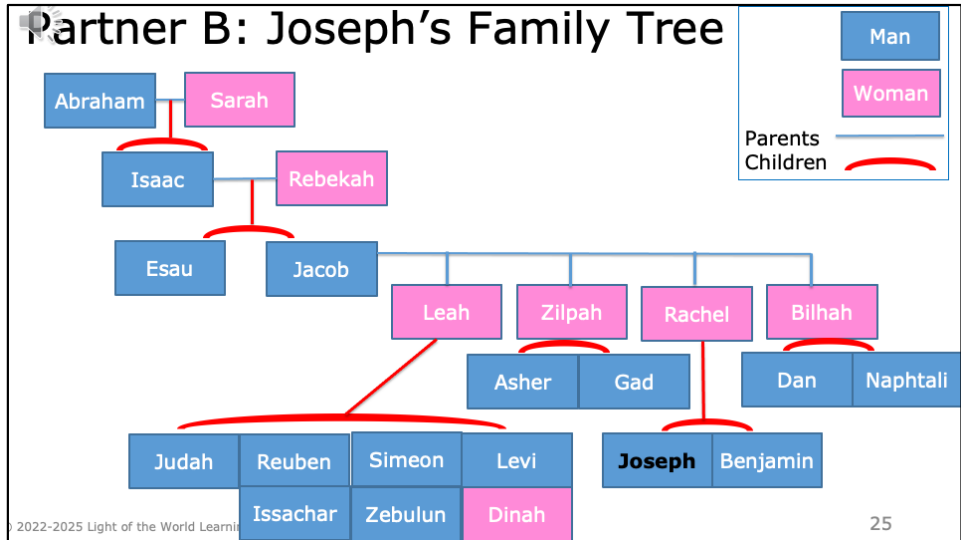 Partner B: Joseph's Family Tree
Man
Woman
Parents
Children
Abraham
Sarah
Isaac
Rebekah
Esau
Jacob
Leah
Zilpah
Rachel
Bilhah
Asher
Gad
Dan
Naphtali
Judah
Reuben
Simeon
Levi
Joseph
Benjamin
Issachar
Zebulun
Dinah
2022-2025 Light of the World
25